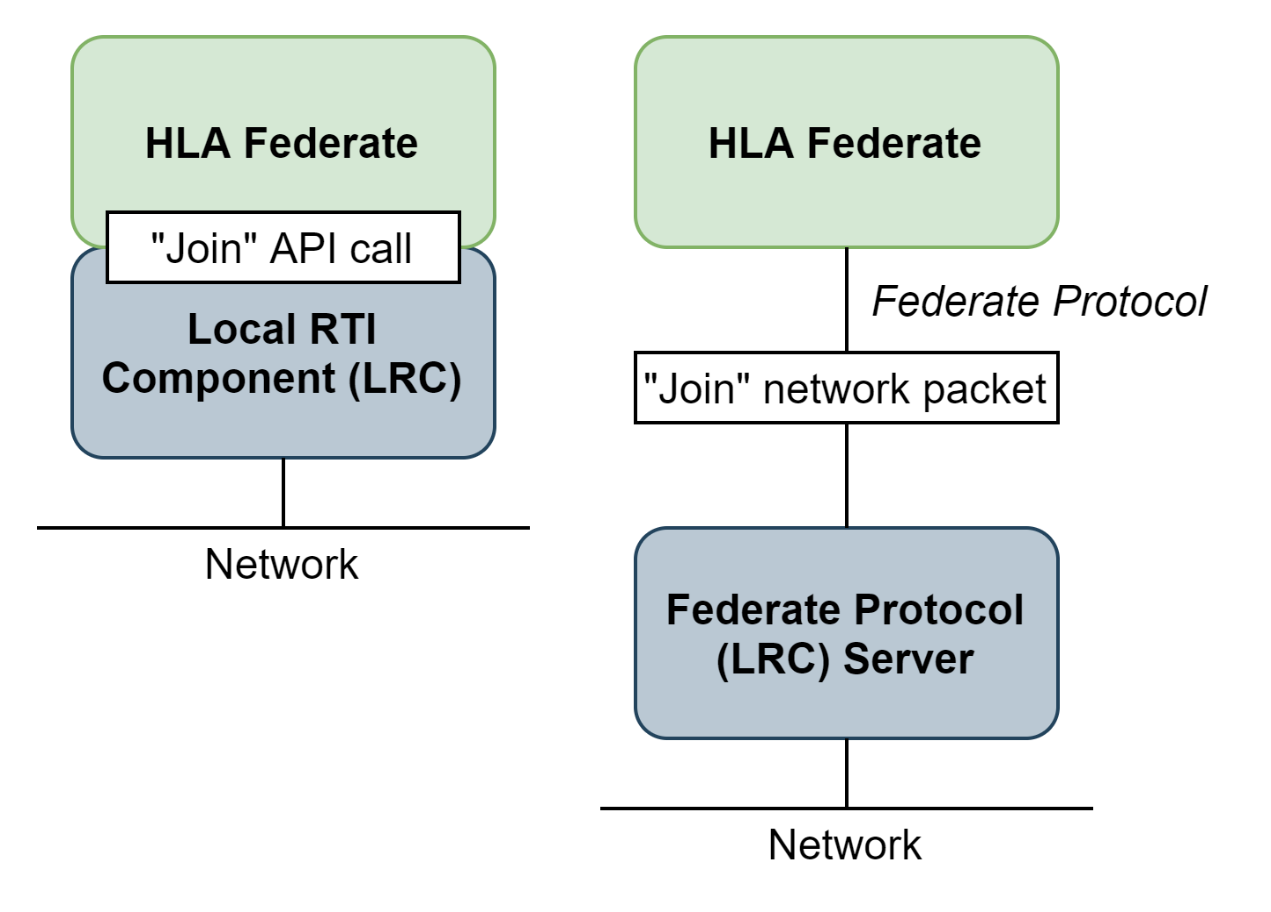 HLA Federate
"Join" API call
Local RTI
Component (LRC)
Network
HLA Federate
Federate Protocol
"Join" network packet
Federate Protocol
(LRC) Server
Network